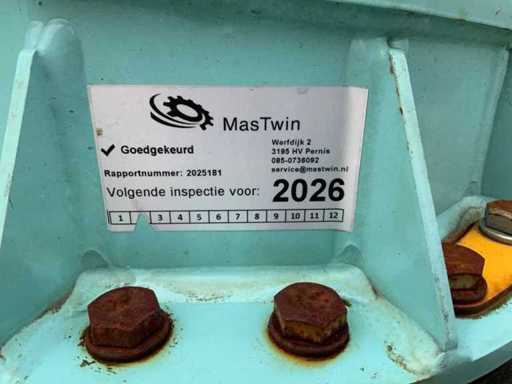 MasTwin
Goedgekeurd
Werfdijk 2
3195 HV Pernis
085-0736092
service@mastwin.nl
Rapportnummer: 2025181
Volgende inspectie voor: 2026
1 3 4 5 6 7 8 9 10 11 12